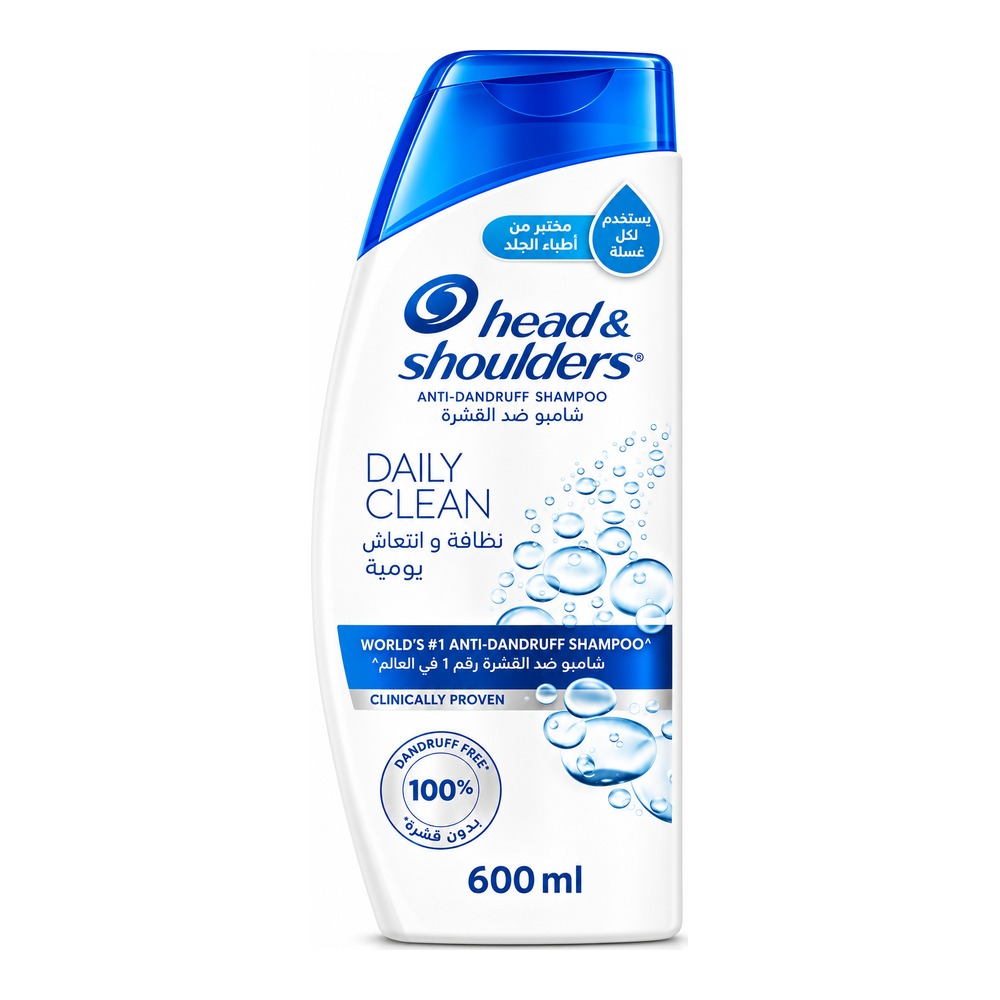 مختبر من
أطباء الجلد
يستخدم
لكل
غسلة
head &
shoulders®
ANTI-DANDRUFF SHAMPOO
شامبو ضد القشرة
DAILY
CLEAN
نظافة و انتعاش
يومية
WORLD'S #1 ANTI-DANDRUFF SHAMPOO^
شامبو ضد القشرة رقم 1 في العالم^
CLINICALLY PROVEN
DANDRUFF FREE*
100%
بدون قشرة*
600 ml